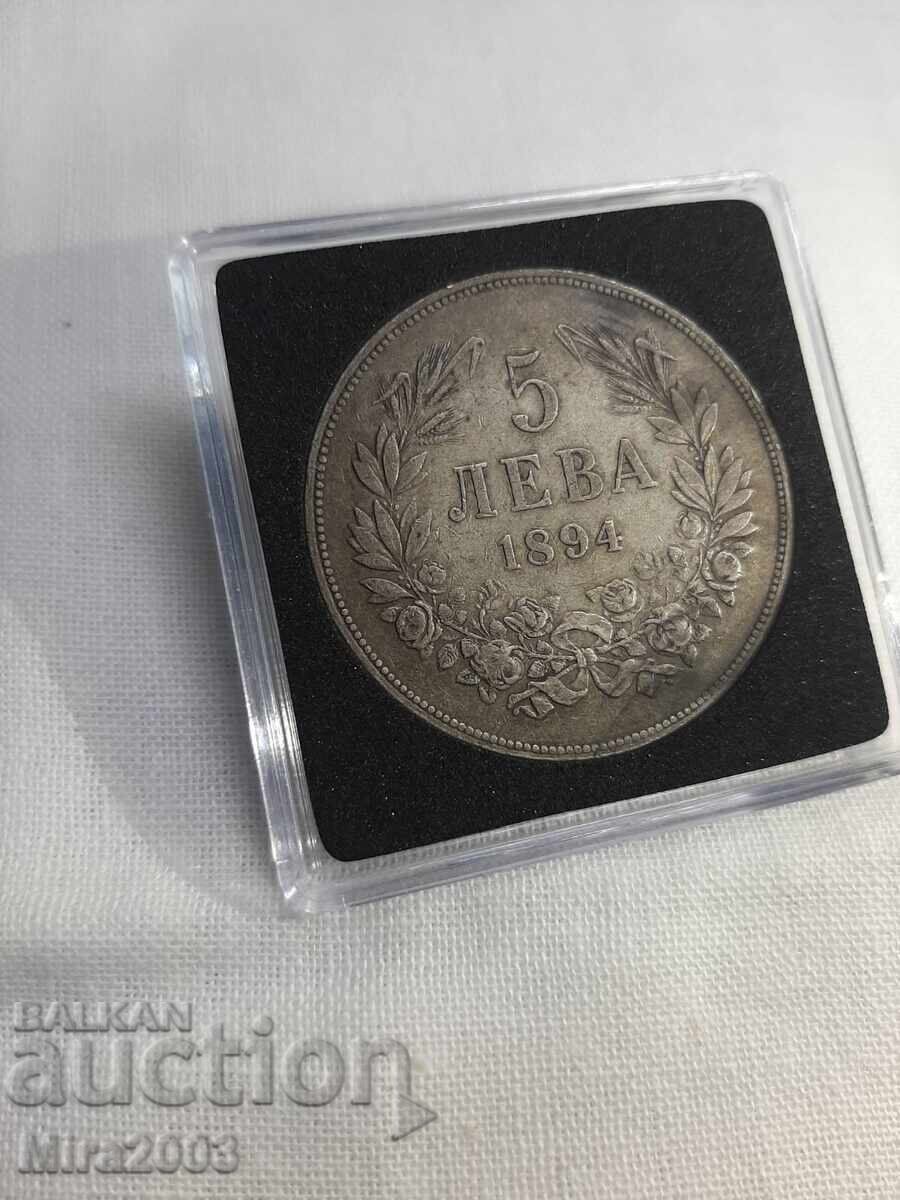 5
ЛЕВА
1894
BALKAN
auction
Mira2003